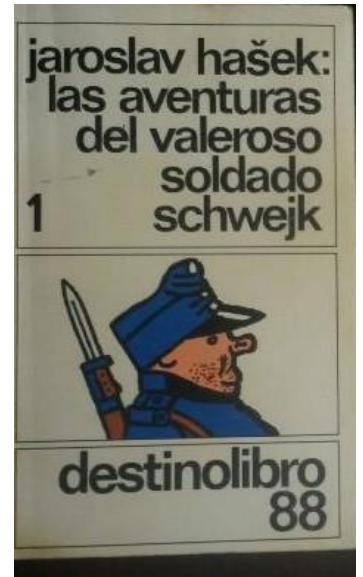 jaroslav hašek:
las aventuras
del valeroso
soldado
1 schwejk
destinolibro
88